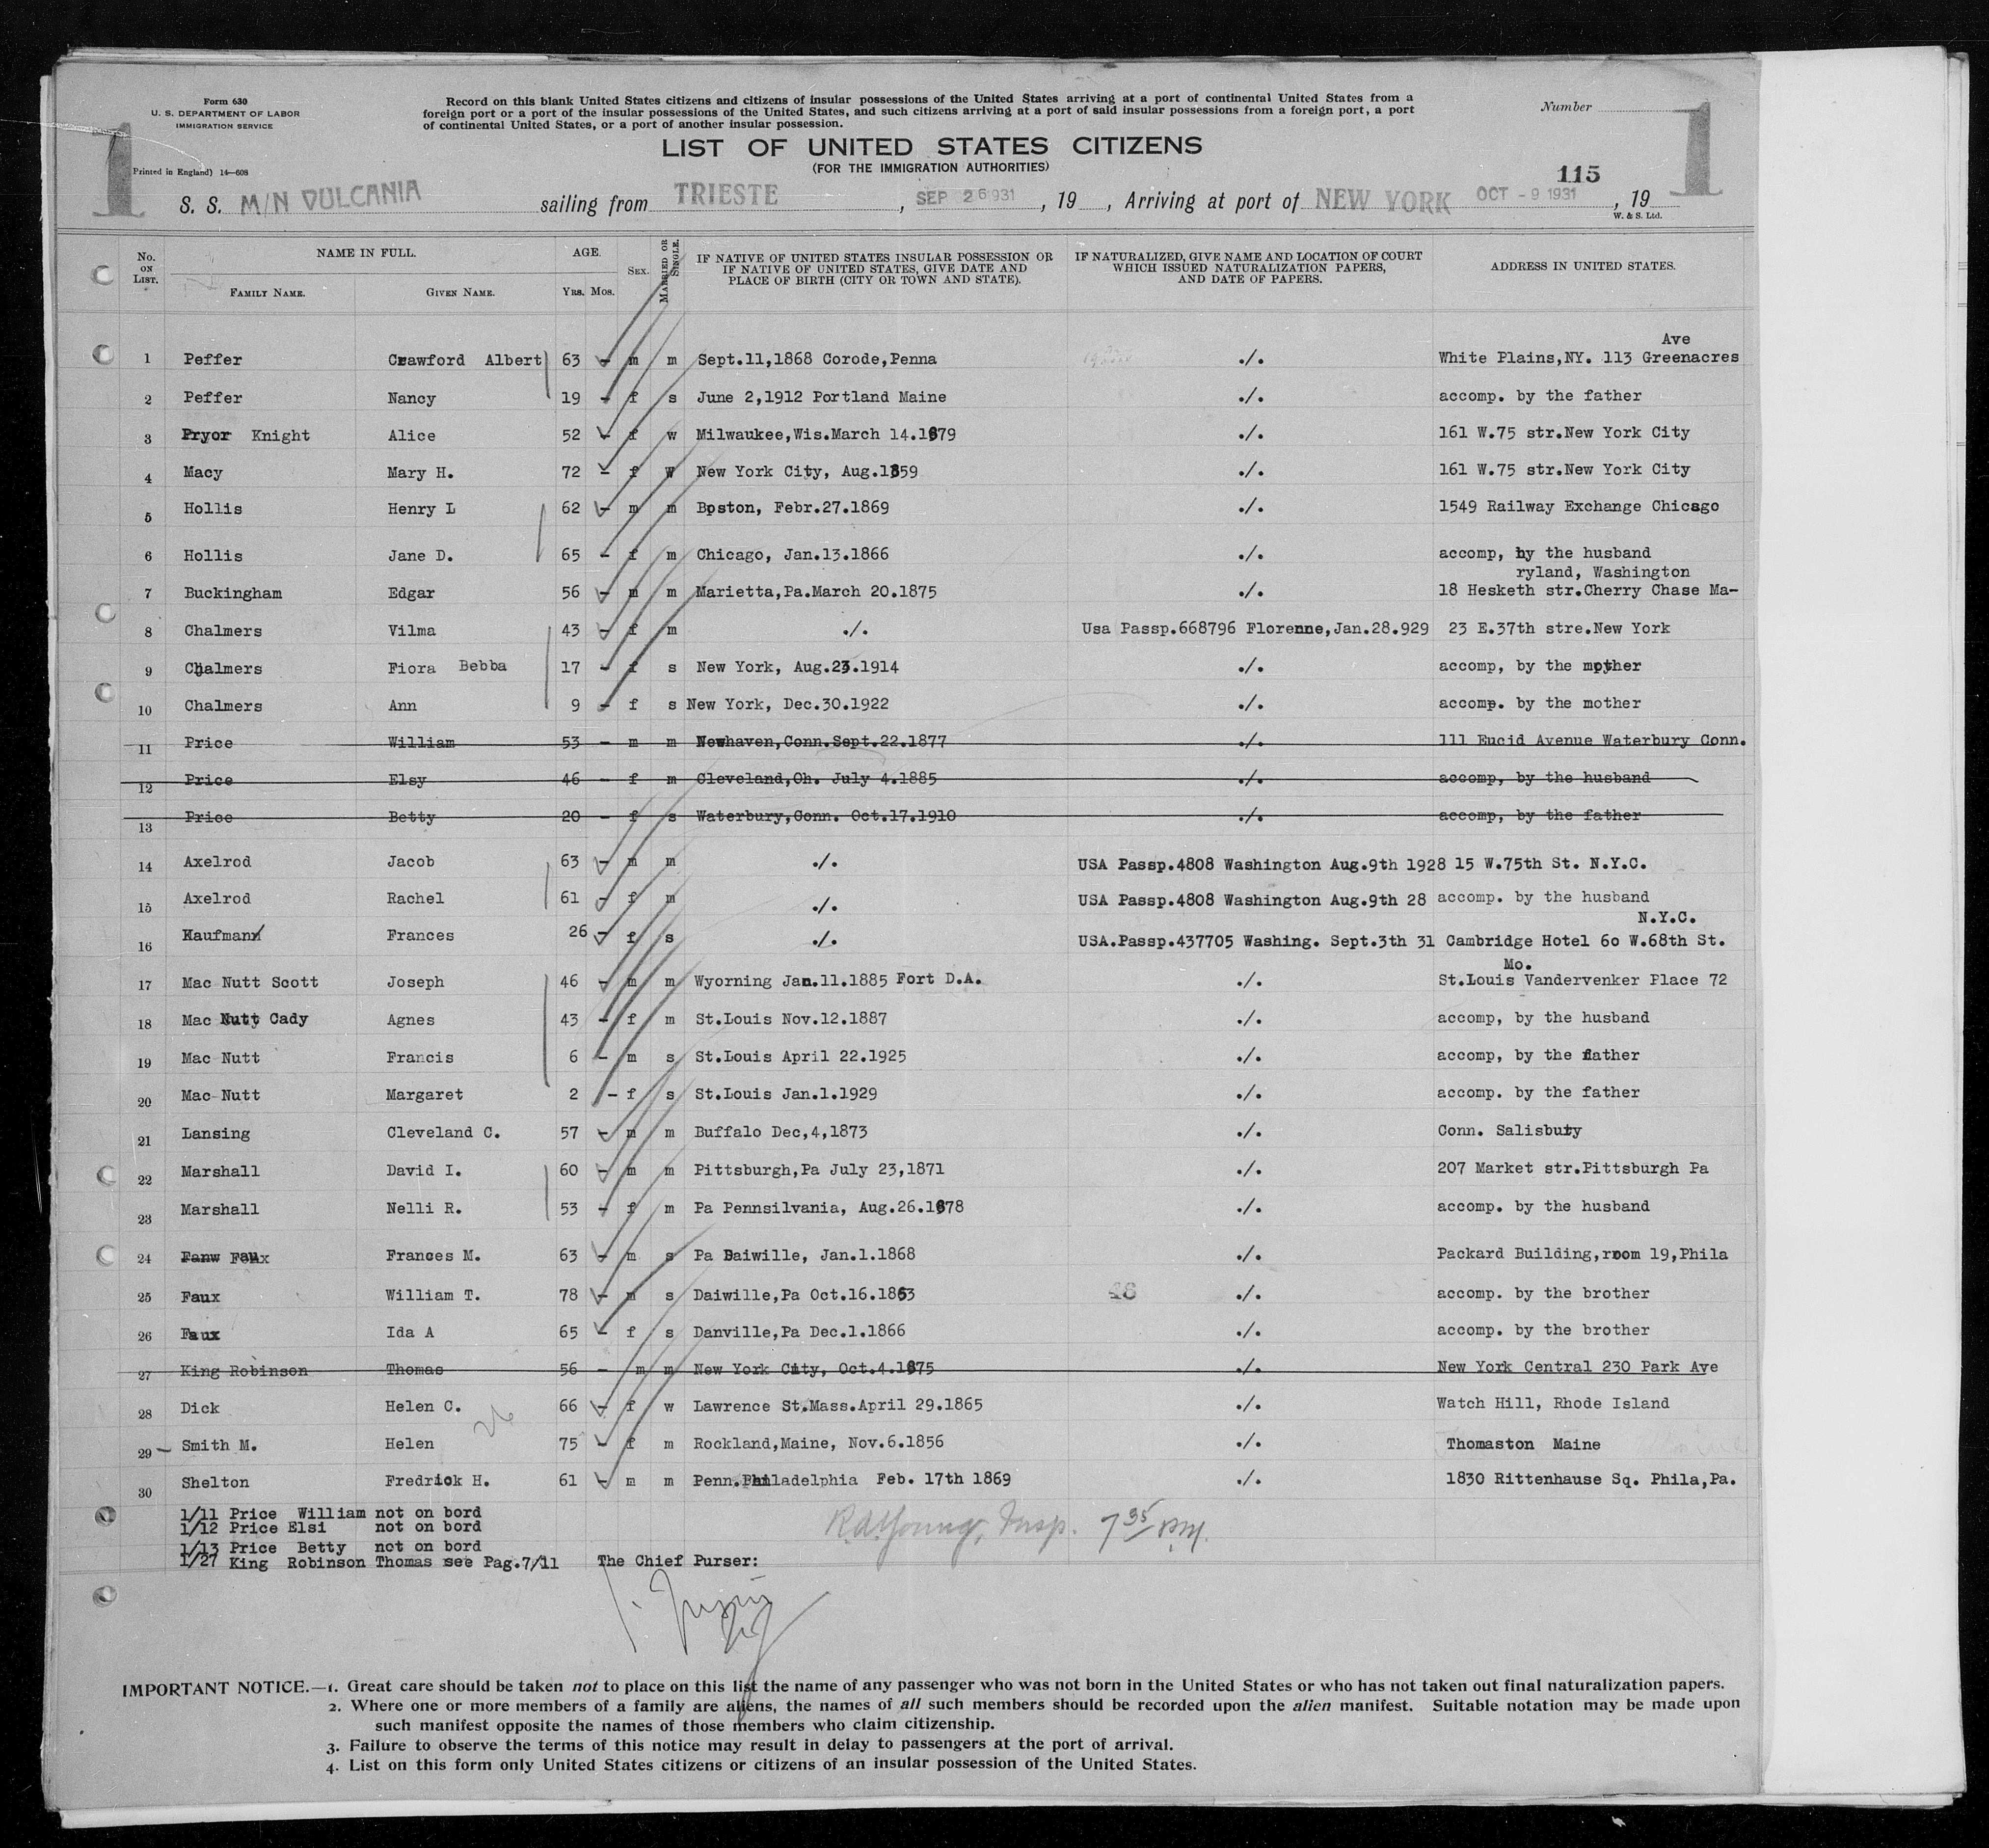 Form 630
U. S. DEPARTMENT OF LABOR
IMMIGRATION SERVICE
Printed in England) 14—608
Record on this blank United States citizens and citizens of insular possessions of the United States arriving at a port of continental United States from a
foreign port or a port of the insular possessions of the United States, and such citizens arriving at a port of said insular possessions from a foreign port, a port
of continental United States, or a port of another insular possession.
Number
1 1
LIST OF UNITED STATES CITIZENS
(FOR THE IMMIGRATION AUTHORITIES)
115
S. S. M/N VULCANIA sailing from TRIESTE, SEP 26 1931, 19 , Arriving at port of NEW YORK OCT - 9 1931, 19
W. & S. Ltd.
No. ON LIST. NAME IN FULL. FAMILY NAME. GIVEN NAME. AGE. YRS. MOS. SEX. MARRIED OR SINGLE. IF NATIVE OF UNITED STATES INSULAR POSSESSION OR IF NATIVE OF UNITED STATES, GIVE DATE AND PLACE OF BIRTH (CITY OR TOWN AND STATE). IF NATURALIZED, GIVE NAME AND LOCATION OF COURT WHICH ISSUED NATURALIZATION PAPERS, AND DATE OF PAPERS. ADDRESS IN UNITED STATES.
Ave
1 Peffer Crawford Albert 63 - m m Sept.11,1868 Corode,Penna ./. White Plains,NY. 113 Greenacres
2 Peffer Nancy 19 - f s June 2,1912 Portland Maine ./. accomp. by the father
3 Pryor Knight Alice 52 - f w Milwaukee,Wis.March 14.1879 ./. 161 W.75 str.New York City
4 Macy Mary H. 72 - f w New York City, Aug.1859 ./. 161 W.75 str.New York City
5 Hollis Henry L 62 - m m Boston, Febr.27.1869 ./. 1549 Railway Exchange Chicago
6 Hollis Jane D. 65 - f m Chicago, Jan.13.1866 ./. accomp, by the husband
ryland, Washington
7 Buckingham Edgar 56 - m m Marietta,Pa.March 20.1875 ./. 18 Hesketh str.Cherry Chase Ma-
8 Chalmers Vilma 43 - f m ./. Usa Passp.668796 Florenne,Jan.28.929 23 E.37th stre.New York
9 Chalmers Fiora Bebba 17 - f s New York, Aug.23.1914 ./. accomp, by the mother
10 Chalmers Ann 9 - f s New York, Dec.30.1922 ./. accomp. by the mother
11 Price William 53 - m m Newhaven,Conn.Sept.22.1877 ./. 111 Eucid Avenue Waterbury Conn.
12 Price Elsy 46 - f m Cleveland,Oh. July 4.1885 ./. accomp, by the husband
13 Price Betty 20 - f s Waterbury,Conn. Oct.17.1910 ./. accomp, by the father
14 Axelrod Jacob 63 - m m ./. USA Passp.4808 Washington Aug.9th 1928 15 W.75th St. N.Y.C.
15 Axelrod Rachel 61 - f m ./. USA Passp.4808 Washington Aug.9th 28 accomp. by the husband
N.Y.C.
16 Kaufmann Frances 26 - f s ./. USA.Passp.437705 Washing. Sept.3th 31 Cambridge Hotel 6o W.68th St.
Mo.
17 Mac Nutt Scott Joseph 46 - m m Wyorning Jan.11.1885 Fort D.A. ./. St.Louis Vandervenker Place 72
18 Mac Nutt Cady Agnes 43 - f m St.Louis Nov.12.1887 ./. accomp, by the husband
19 Mac Nutt Francis 6 - m s St.Louis April 22.1925 ./. accomp, by the father
20 Mac Nutt Margaret 2 - f s St.Louis Jan.1.1929 ./. accomp. by the father
21 Lansing Cleveland C. 57 - m m Buffalo Dec,4,1873 ./. Conn. Salisbury
22 Marshall David I. 60 - m m Pittsburgh,Pa July 23,1871 ./. 207 Market str.Pittsburgh Pa
23 Marshall Nelli R. 53 - f m Pa Pennsilvania, Aug.26.1878 ./. accomp. by the husband
24 Fanw Faux Frances M. 63 - m s Pa Daiwille, Jan.1.1868 ./. Packard Building,room 19,Phila
25 Faux William T. 78 - m s Daiwille,Pa Oct.16.1853 ./. accomp. by the brother
26 Faux Ida A 65 - f s Danville,Pa Dec.1.1866 ./. accomp. by the brother
27 King Robinson Thomas 56 - m m New York City, Oct.4.1875 ./. New York Central 230 Park Ave
28 Dick Helen C. 66 - f w Lawrence St.Mass.April 29.1865 ./. Watch Hill, Rhode Island
29 Smith M. Helen 75 - f m Rockland,Maine, Nov.6.1856 ./. Thomaston Maine
30 Shelton Fredrick H. 61 - m m Penn.Philadelphia Feb. 17th 1869 ./. 1830 Rittenhouse Sq. Phila,Pa.
26
1/11 Price William not on bord
1/12 Price Elsi not on bord
1/13 Price Betty not on bord
1/27 King Robinson Thomas see Pag.7/11 The Chief Purser:
R.A. Young, Insp. 7 35 P.M.
IMPORTANT NOTICE.—1. Great care should be taken not to place on this list the name of any passenger who was not born in the United States or who has not taken out final naturalization papers.
2. Where one or more members of a family are aliens, the names of all such members should be recorded upon the alien manifest. Suitable notation may be made upon
such manifest opposite the names of those members who claim citizenship.
3. Failure to observe the terms of this notice may result in delay to passengers at the port of arrival.
4. List on this form only United States citizens or citizens of an insular possession of the United States.